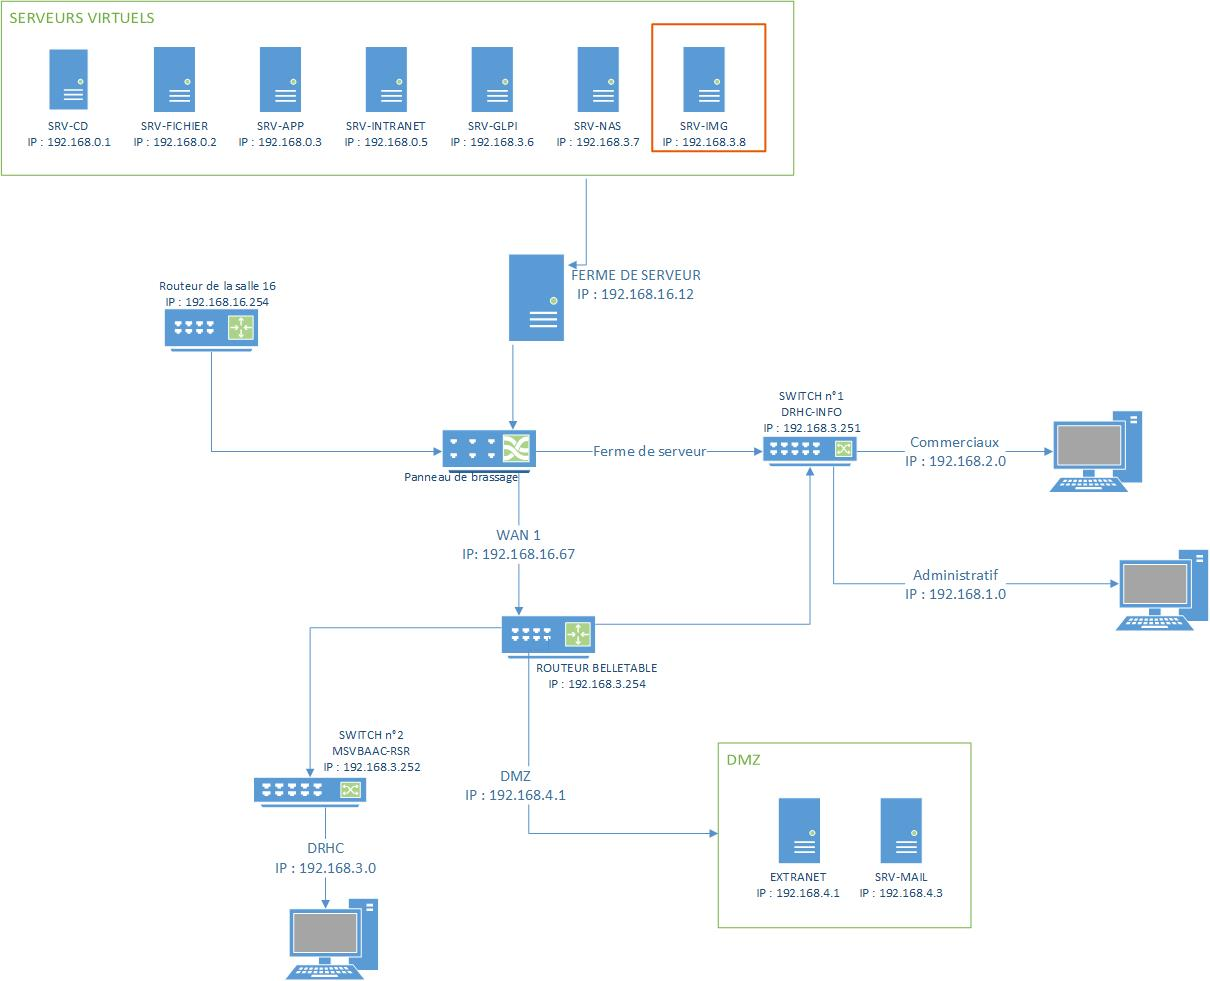 SERVEURS VIRTUELS
SRV-CD
IP : 192.168.0.1
SRV-FICHIER
IP : 192.168.0.2
SRV-APP
IP : 192.168.0.3
SRV-INTRANET
IP : 192.168.0.5
SRV-GLPI
IP : 192.168.3.6
SRV-NAS
IP : 192.168.3.7
SRV-IMG
IP : 192.168.3.8
FERME DE SERVEUR
IP : 192.168.16.12
Routeur de la salle 16
IP : 192.168.16.254
SWITCH n°1
DRHC-INFO
IP : 192.168.3.251
Panneau de brassage
Ferme de serveur
Commerciaux
IP : 192.168.2.0
WAN 1
IP: 192.168.16.67
Administratif
IP : 192.168.1.0
ROUTEUR BELLETABLE
IP : 192.168.3.254
SWITCH n°2
MSVBAAC-RSR
IP : 192.168.3.252
DMZ
IP : 192.168.4.1
DMZ
EXTRANET
IP : 192.168.4.1
SRV-MAIL
IP : 192.168.4.3
DRHC
IP : 192.168.3.0